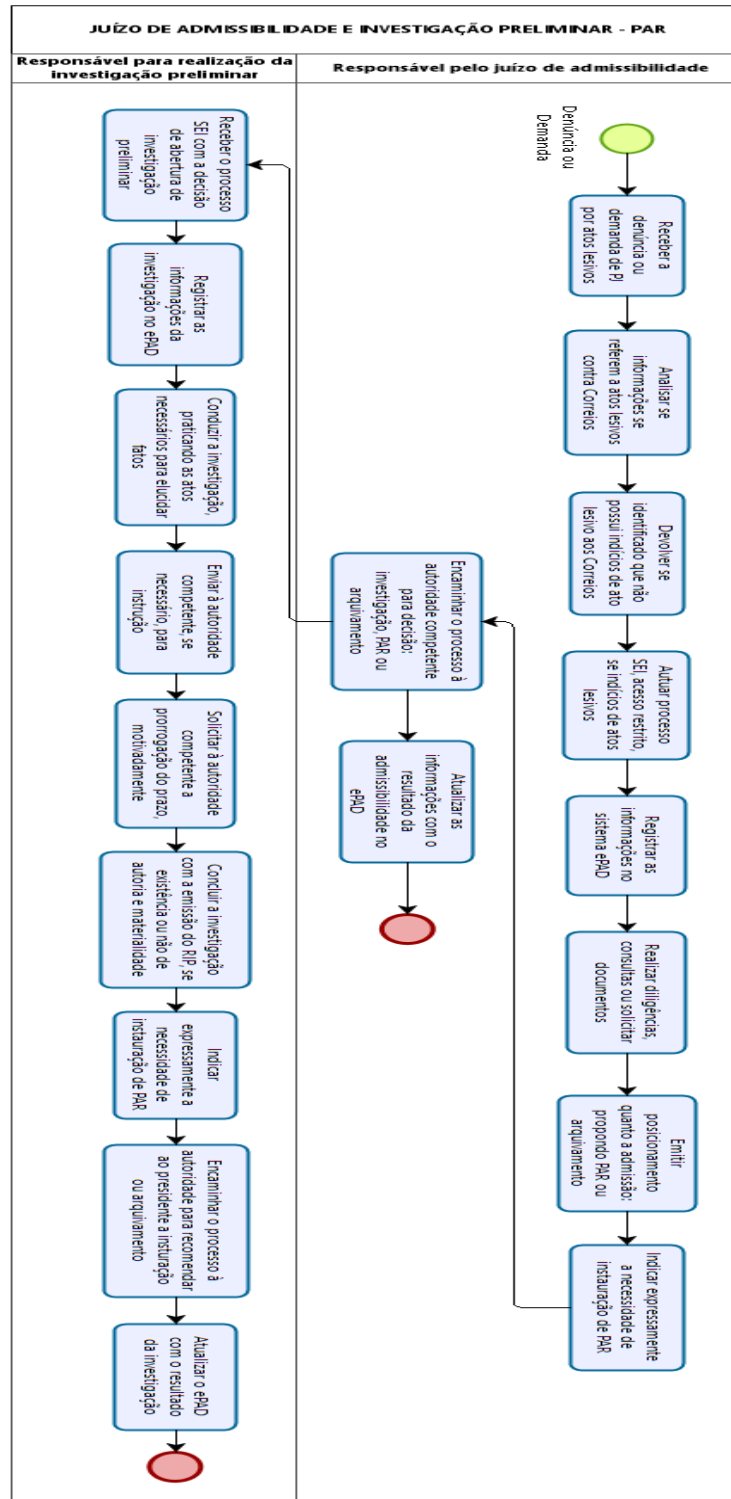 JUÍZO DE ADMISSIBILIDADE E INVESTIGAÇÃO PRELIMINAR - PAR
Responsável para realização da
investigação preliminar
Responsável pelo juízo de admissibilidade
Denúncia ou
Demanda
Receber a
denúncia ou
demanda de PJ
por atos lesivos
Analisar se
informações se
referem a atos lesivos
contra Correios
Devolver se
identificado que não
possui indícios de ato
lesivo aos Correios
Autuar processo
SEI, acesso restrito,
se indícios de atos
lesivos
Registrar as
informações no
sistema ePAD
Realizar diligências,
consultas ou solicitar
documentos
Emitir
posicionamento
quanto a admissão:
propondo PAR ou
arquivamento
Indicar expressamente
a necessidade de
instauração de PAR
Encaminhar o processo à
autoridade competente
para decisão:
investigação, PAR ou
arquivamento
Atualizar as
informações com o
resultado da
admissibilidade no
ePAD
Receber o processo
SEI com a decisão
de abertura de
investigação
preliminar
Registrar as
informações da
investigação no ePAD
Conduzir a investigação,
praticando as atos
necessários para elucidar
fatos
Enviar à autoridade
competente, se
necessário, para
instrução
Solicitar à autoridade
competente a
prorrogação do prazo,
motivadamente
Concluir a investigação
com a emissão do RIP, se
existência ou não de
autoria e materialidade
Indicar
expressamente a
necessidade de
instauração de PAR
Encaminhar o processo à
autoridade para recomendar
ao presidente a insturação
ou arquivamento
Atualizar o ePAD
com o resultado
da investigação